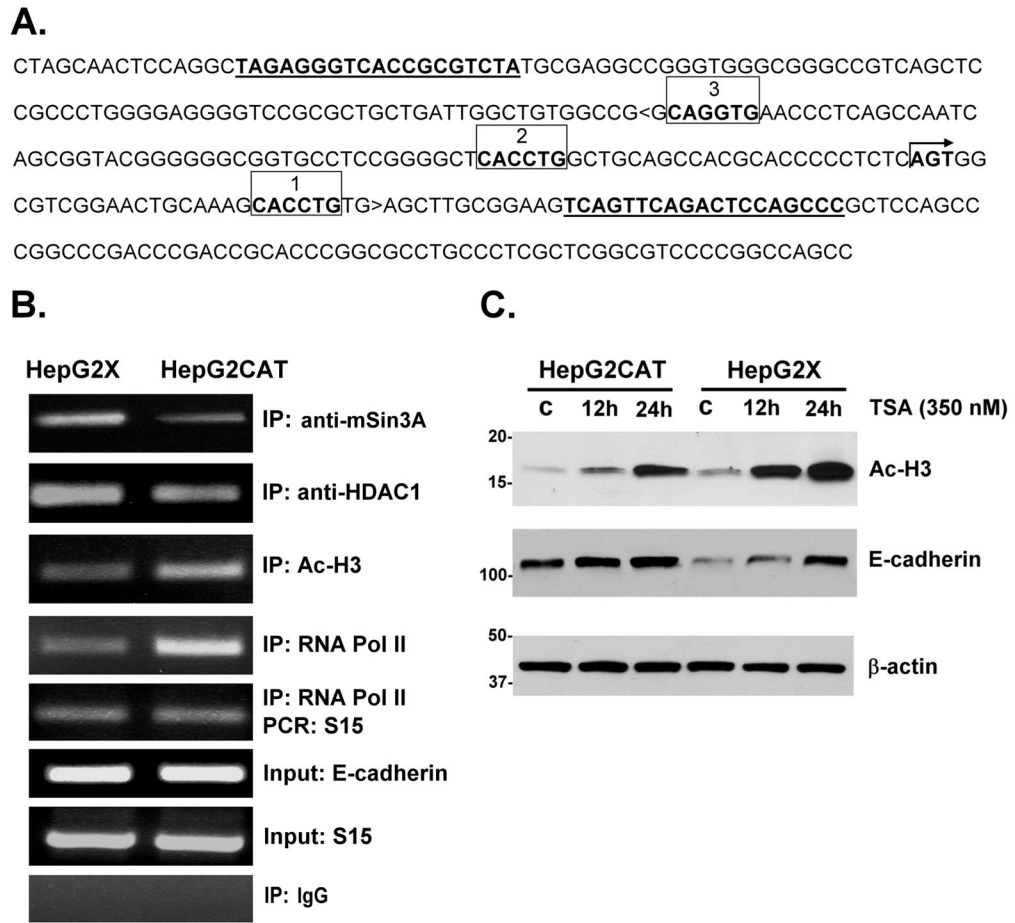 A.
CTAGCAACTCCAGGCTAGAGGGTCACCGCGTCTATGCGAGGCCGGGTGGGCGGGCCGTCAGCTC
3
CGCCCTGGGGAGGGGTCCGCGCTGCTGATTGGCTGTGGCCG<GCAGGTGAACCCTCAGCCAATC
2
AGCGGTACGGGGGGCGGTGCCTCCGGGGCTCACCTGGCTGCAGCCACGCACCCCCTCTCAGTGG
1
CGTCGGAACTGCAAAGCACCTGTG>AGCTTGCGGAAGTCAGTTCAGACTCCAGCCCGCTCCAGCC
CGGCCCGACCCGACCGCACCCGGCGCCTGCCCTCGCTCGGCGTCCCCGGCCAGCC
B.
HepG2X HepG2CAT
IP: anti-mSin3A
IP: anti-HDAC1
IP: Ac-H3
IP: RNA Pol II
IP: RNA Pol II
PCR: S15
Input: E-cadherin
Input: S15
IP: IgG
C.
HepG2CAT HepG2X
C 12h 24h C 12h 24h TSA (350 nM)
20-
Ac-H3
15-
E-cadherin
100-
50-
β-actin
37-